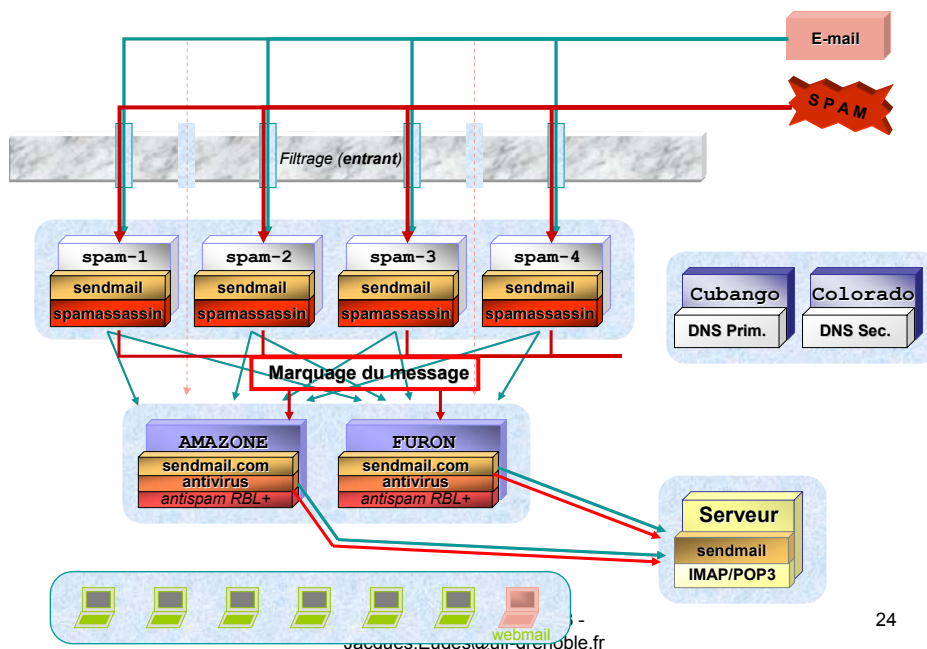 E-mail
SPAM
Filtrage (entrant)
spam-1
sendmail
spamassassin
spam-2
sendmail
spamassassin
spam-3
sendmail
spamassassin
spam-4
sendmail
spamassassin
Cubango
DNS Prim.
Colorado
DNS Sec.
Marquage du message
AMAZONE
sendmail.com
antivirus
antispam RBL+
FURON
sendmail.com
antivirus
antispam RBL+
Serveur
sendmail
IMAP/POP3
webmail
-
24